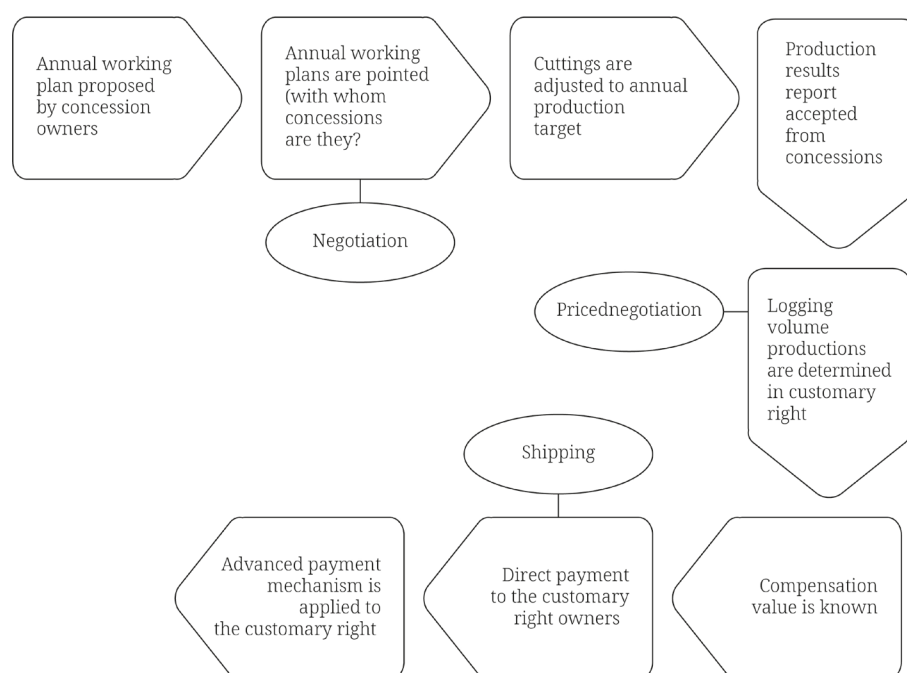 Annual working
plan proposed
by concession
owners
Annual working
plans are pointed
(with whom
concessions
are they?
Negotiation
Cuttings are
adjusted to annual
production
target
Production
results
report
accepted
from
concessions
Pricednegotiation
Logging
volume
productions
are determined
in customary
right
Compensation
value is known
Shipping
Direct payment
to the customary
right owners
Advanced payment
mechanism is
applied to
the customary right